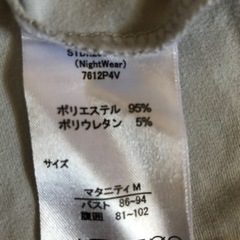 (NightWear)
7612P4V
ポリエステル 95%
ポリウレタン 5%
サイズ
マタニティ M
バスト 86~94
腹囲 81~102